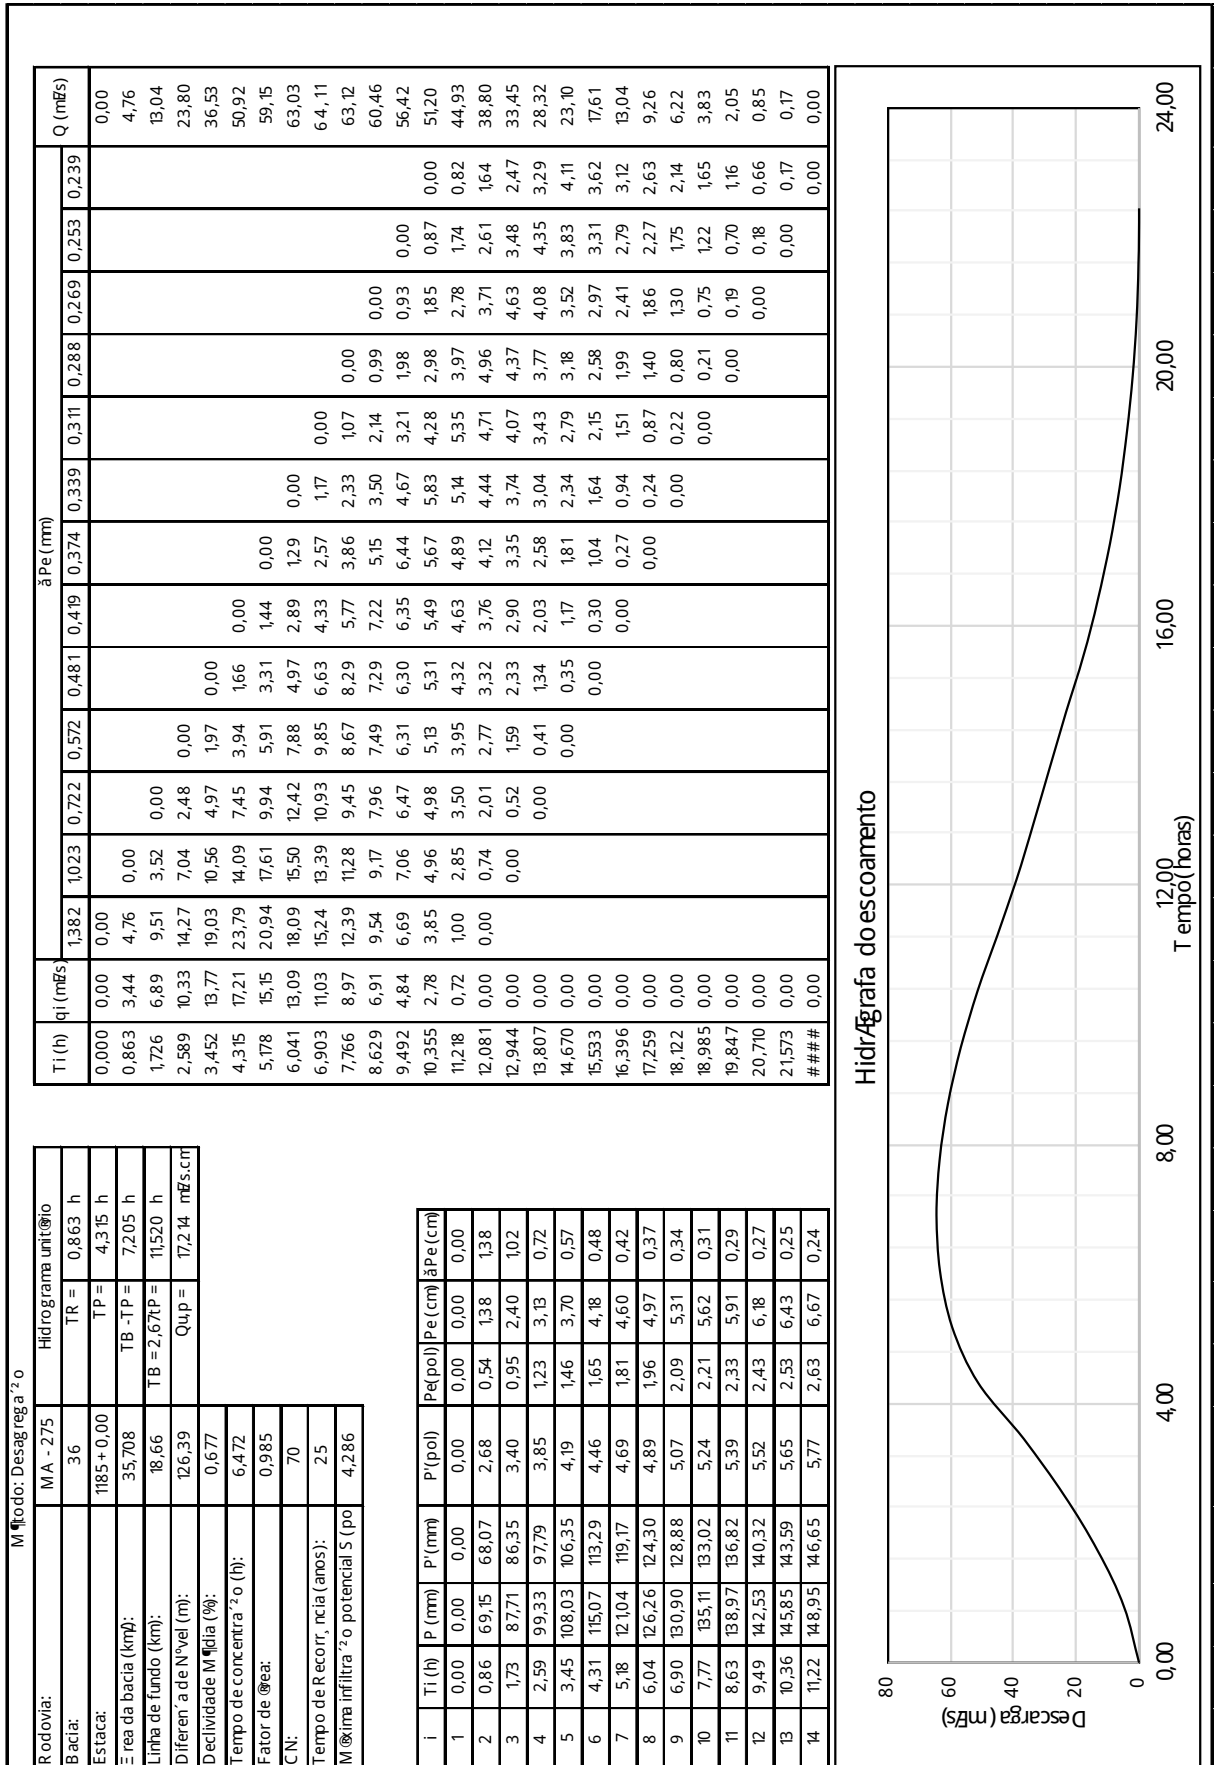 M¶todo: Desagrega´²o
Rodovia: MA - 275 Hidrograma unit®rio
Bacia: 36 TR = 0,863 h
Estaca: 1185 + 0,00 TP = 4,315 h
Ξrea da bacia (km²): 35,708 TB - TP = 7,205 h
Linha de fundo (km): 18,66 TB = 2,67tP = 11,520 h
Diferen´a de Nºvel (m): 126,39 Qu,p = 17,214 m³/s.cm
Declividade M¶dia (%): 0,677
Tempo de concentra´²o (h): 6,472
Fator de ®rea: 0,985
CN: 70
Tempo de Recorr,ncia (anos): 25
M®xima infiltra´²o potencial S (po 4,286
i Ti (h) P (mm) P'(mm) P'(pol) Pe(pol) Pe (cm) ăPe (cm)
1 0,00 0,00 0,00 0,00 0,00 0,00 0,00
2 0,86 69,15 68,07 2,68 0,54 1,38 1,38
3 1,73 87,71 86,35 3,40 0,95 2,40 1,02
4 2,59 99,33 97,79 3,85 1,23 3,13 0,72
5 3,45 108,03 106,35 4,19 1,46 3,70 0,57
6 4,31 115,07 113,29 4,46 1,65 4,18 0,48
7 5,18 121,04 119,17 4,69 1,81 4,60 0,42
8 6,04 126,26 124,30 4,89 1,96 4,97 0,37
9 6,90 130,90 128,88 5,07 2,09 5,31 0,34
10 7,77 135,11 133,02 5,24 2,21 5,62 0,31
11 8,63 138,97 136,82 5,39 2,33 5,91 0,29
12 9,49 142,53 140,32 5,52 2,43 6,18 0,27
13 10,36 145,85 143,59 5,65 2,53 6,43 0,25
14 11,22 148,95 146,65 5,77 2,63 6,67 0,24
Ti (h) qi (m³/s) ăPe (mm) Q (m³/s)
1,382 1,023 0,722 0,572 0,481 0,419 0,374 0,339 0,311 0,288 0,269 0,253 0,239
0,000 0,00 0,00 0,00
0,863 3,44 4,76 0,00 4,76
1,726 6,89 9,51 3,52 0,00 13,04
2,589 10,33 14,27 7,04 2,48 0,00 23,80
3,452 13,77 19,03 10,56 4,97 1,97 0,00 36,53
4,315 17,21 23,79 14,09 7,45 3,94 1,66 0,00 50,92
5,178 15,15 20,94 17,61 9,94 5,91 3,31 1,44 0,00 59,15
6,041 13,09 18,09 15,50 12,42 7,88 4,97 2,89 1,29 0,00 63,03
6,903 11,03 15,24 13,39 10,93 9,85 6,63 4,33 2,57 1,17 0,00 64,11
7,766 8,97 12,39 11,28 9,45 8,67 8,29 5,77 3,86 2,33 1,07 0,00 63,12
8,629 6,91 9,54 9,17 7,96 7,49 7,29 7,22 5,15 3,50 2,14 0,99 0,00 60,46
9,492 4,84 6,69 7,06 6,47 6,31 6,30 6,35 6,44 4,67 3,21 1,98 0,93 0,00 56,42
10,355 2,78 3,85 4,96 4,98 5,13 5,31 5,49 5,67 5,83 4,28 2,98 1,85 0,87 0,00 51,20
11,218 0,72 1,00 2,85 3,50 3,95 4,32 4,63 4,89 5,14 5,35 3,97 2,78 1,74 0,82 44,93
12,081 0,00 0,00 0,74 2,01 2,77 3,32 3,76 4,12 4,44 4,71 4,96 3,71 2,61 1,64 38,80
12,944 0,00 0,00 0,52 1,59 2,33 2,90 3,35 3,74 4,07 4,37 4,63 3,48 2,47 33,45
13,807 0,00 0,00 0,41 1,34 2,03 2,58 3,04 3,43 3,77 4,08 4,35 3,29 28,32
14,670 0,00 0,00 0,35 1,17 1,81 2,34 2,79 3,18 3,52 3,83 4,11 23,10
15,533 0,00 0,00 0,30 1,04 1,64 2,15 2,58 2,97 3,31 3,62 17,61
16,396 0,00 0,00 0,27 0,94 1,51 1,99 2,41 2,79 3,12 13,04
17,259 0,00 0,00 0,24 0,87 1,40 1,86 2,27 2,63 9,26
18,122 0,00 0,00 0,22 0,80 1,30 1,75 2,14 6,22
18,985 0,00 0,00 0,21 0,75 1,22 1,65 3,83
19,847 0,00 0,00 0,19 0,70 1,16 2,05
20,710 0,00 0,00 0,18 0,66 0,85
21,573 0,00 0,00 0,17 0,17
#### 0,00 0,00 0,00
HidrÆgrafa do escoamento
Descarga (m³/s)
80
60
40
20
0
0,00 4,00 8,00 12,00 16,00 20,00 24,00
Tempo (horas)